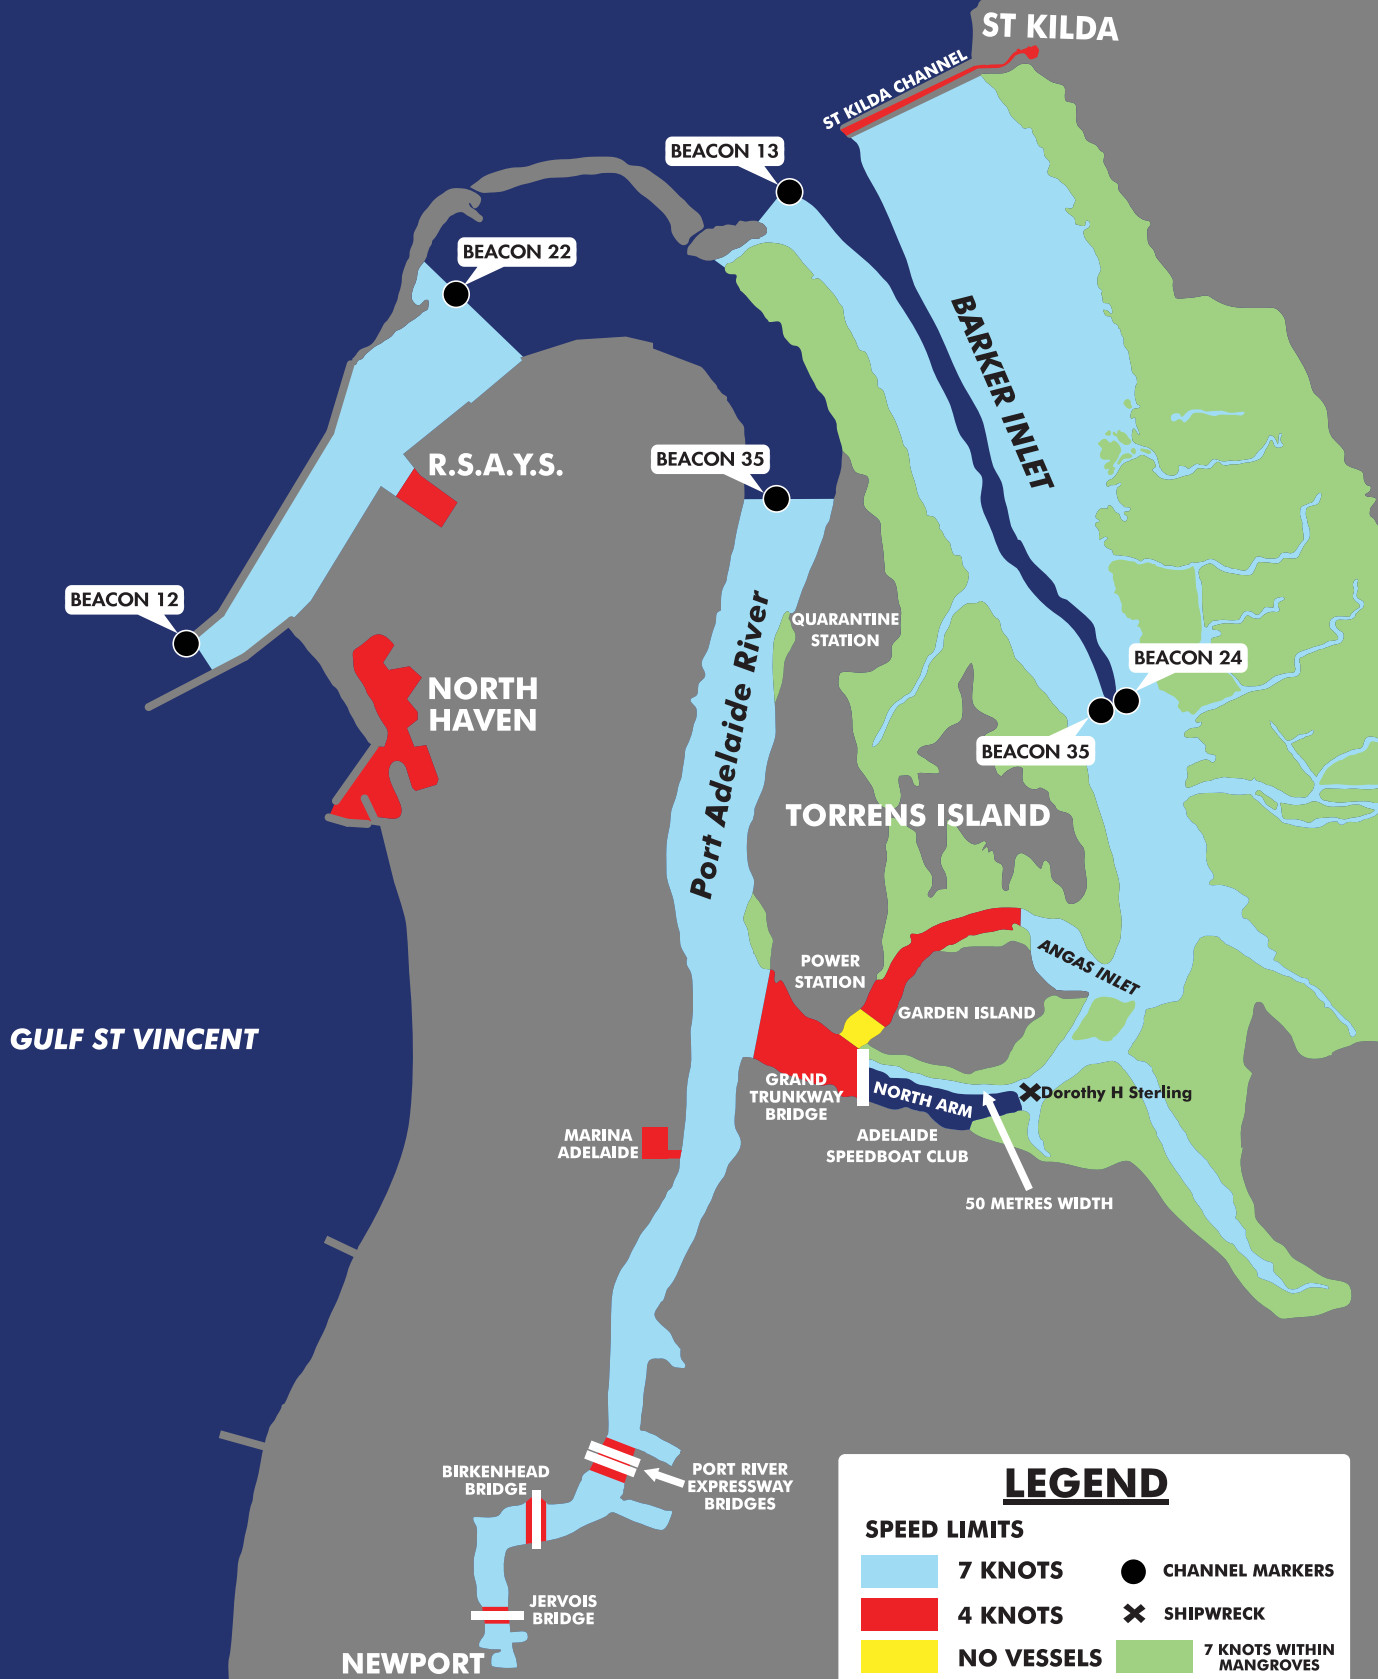 ST KILDA
ST KILDA CHANNEL
BEACON 13
BEACON 22
BARKER INLET
R.S.A.Y.S.
BEACON 35
BEACON 12
QUARANTINE
STATION
BEACON 24
NORTH
HAVEN
Port Adelaide River
BEACON 35
TORRENS ISLAND
POWER
STATION
ANGAS INLET
GARDEN ISLAND
GULF ST VINCENT
GRAND
TRUNKWAY
BRIDGE
NORTH ARM
Dorothy H Sterling
MARINA
ADELAIDE
ADELAIDE
SPEEDBOAT CLUB
50 METRES WIDTH
BIRKENHEAD
BRIDGE
PORT RIVER
EXPRESSWAY
BRIDGES
JERVOIS
BRIDGE
NEWPORT
LEGEND
SPEED LIMITS
7 KNOTS
CHANNEL MARKERS
4 KNOTS
SHIPWRECK
NO VESSELS
7 KNOTS WITHIN
MANGROVES